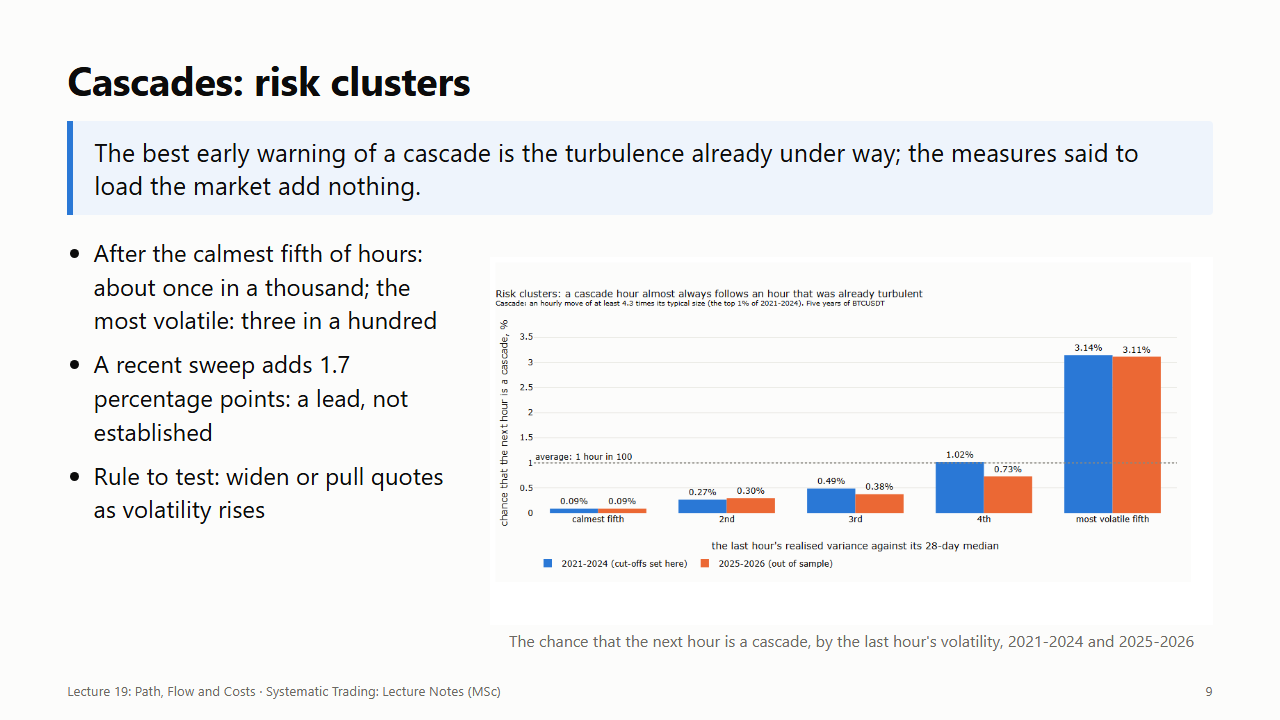 Cascades: risk clusters
The best early warning of a cascade is the turbulence already under way; the measures said to
load the market add nothing.
• After the calmest fifth of hours:
about once in a thousand; the
most volatile: three in a hundred
• A recent sweep adds 1.7
percentage points: a lead, not
established
• Rule to test: widen or pull quotes
as volatility rises
Risk clusters: a cascade hour almost always follows an hour that was already turbulent
Cascade: an hourly move of at least 4.3 times its typical size (the top 1% of 2021-2024). Five years of BTCUSDT
chance that the next hour is a cascade, %
3.5
3
2.5
2
1.5
1
0.5
0
average: 1 hour in 100
0.09% 0.09%
0.27% 0.30%
0.49% 0.38%
1.02% 0.73%
3.14% 3.11%
calmest fifth 2nd 3rd 4th most volatile fifth
the last hour's realised variance against its 28-day median
2021-2024 (cut-offs set here) 2025-2026 (out of sample)
The chance that the next hour is a cascade, by the last hour's volatility, 2021-2024 and 2025-2026
Lecture 19: Path, Flow and Costs · Systematic Trading: Lecture Notes (MSc) 9